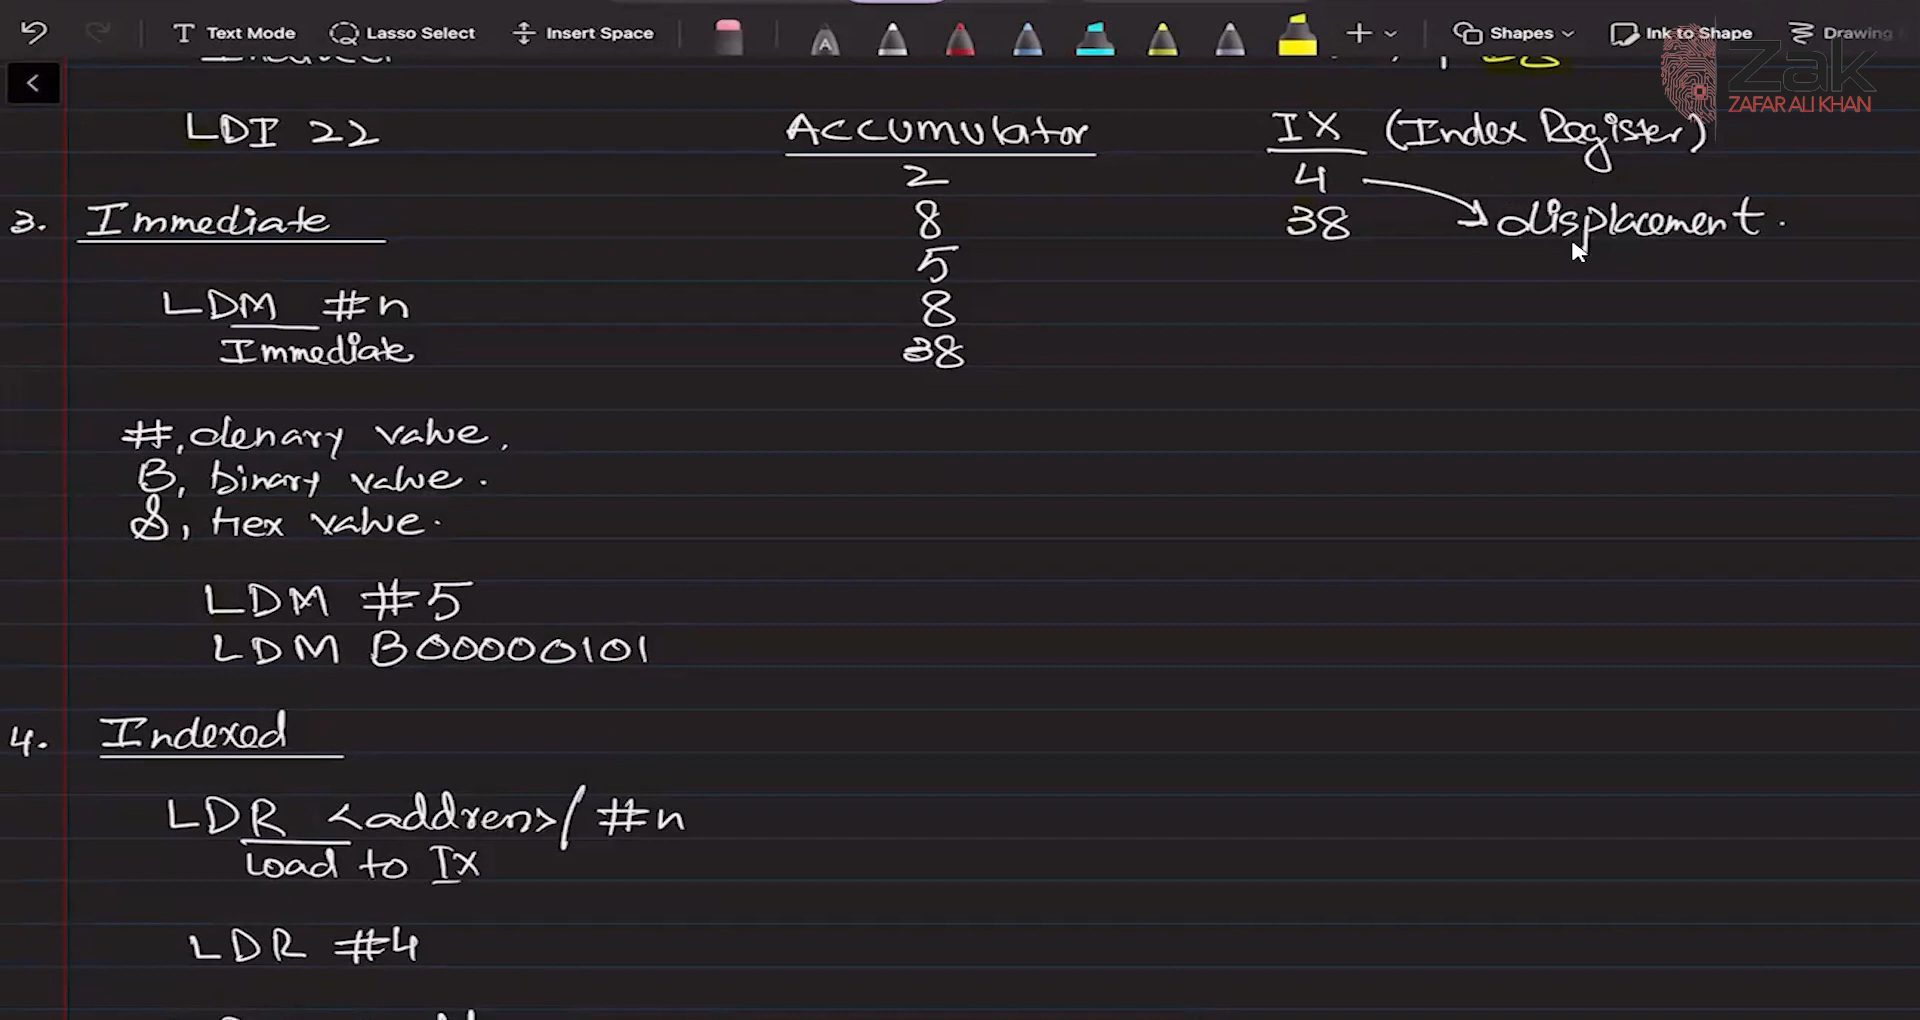 Text Mode Lasso Select Insert Space Shapes Ink to Shape Drawing
Zak
ZAFAR ALI KHAN
LDI 22
Accumulator
IX (Index Register)
2
4
3. Immediate
8
38
displacement.
5
LDM #n
8
Immediate
38
#, denary value,
B, binary value.
&, Hex value.
LDM #5
LDM B00000101
4. Indexed
LDR <address>/#n
Load to IX
LDR #4